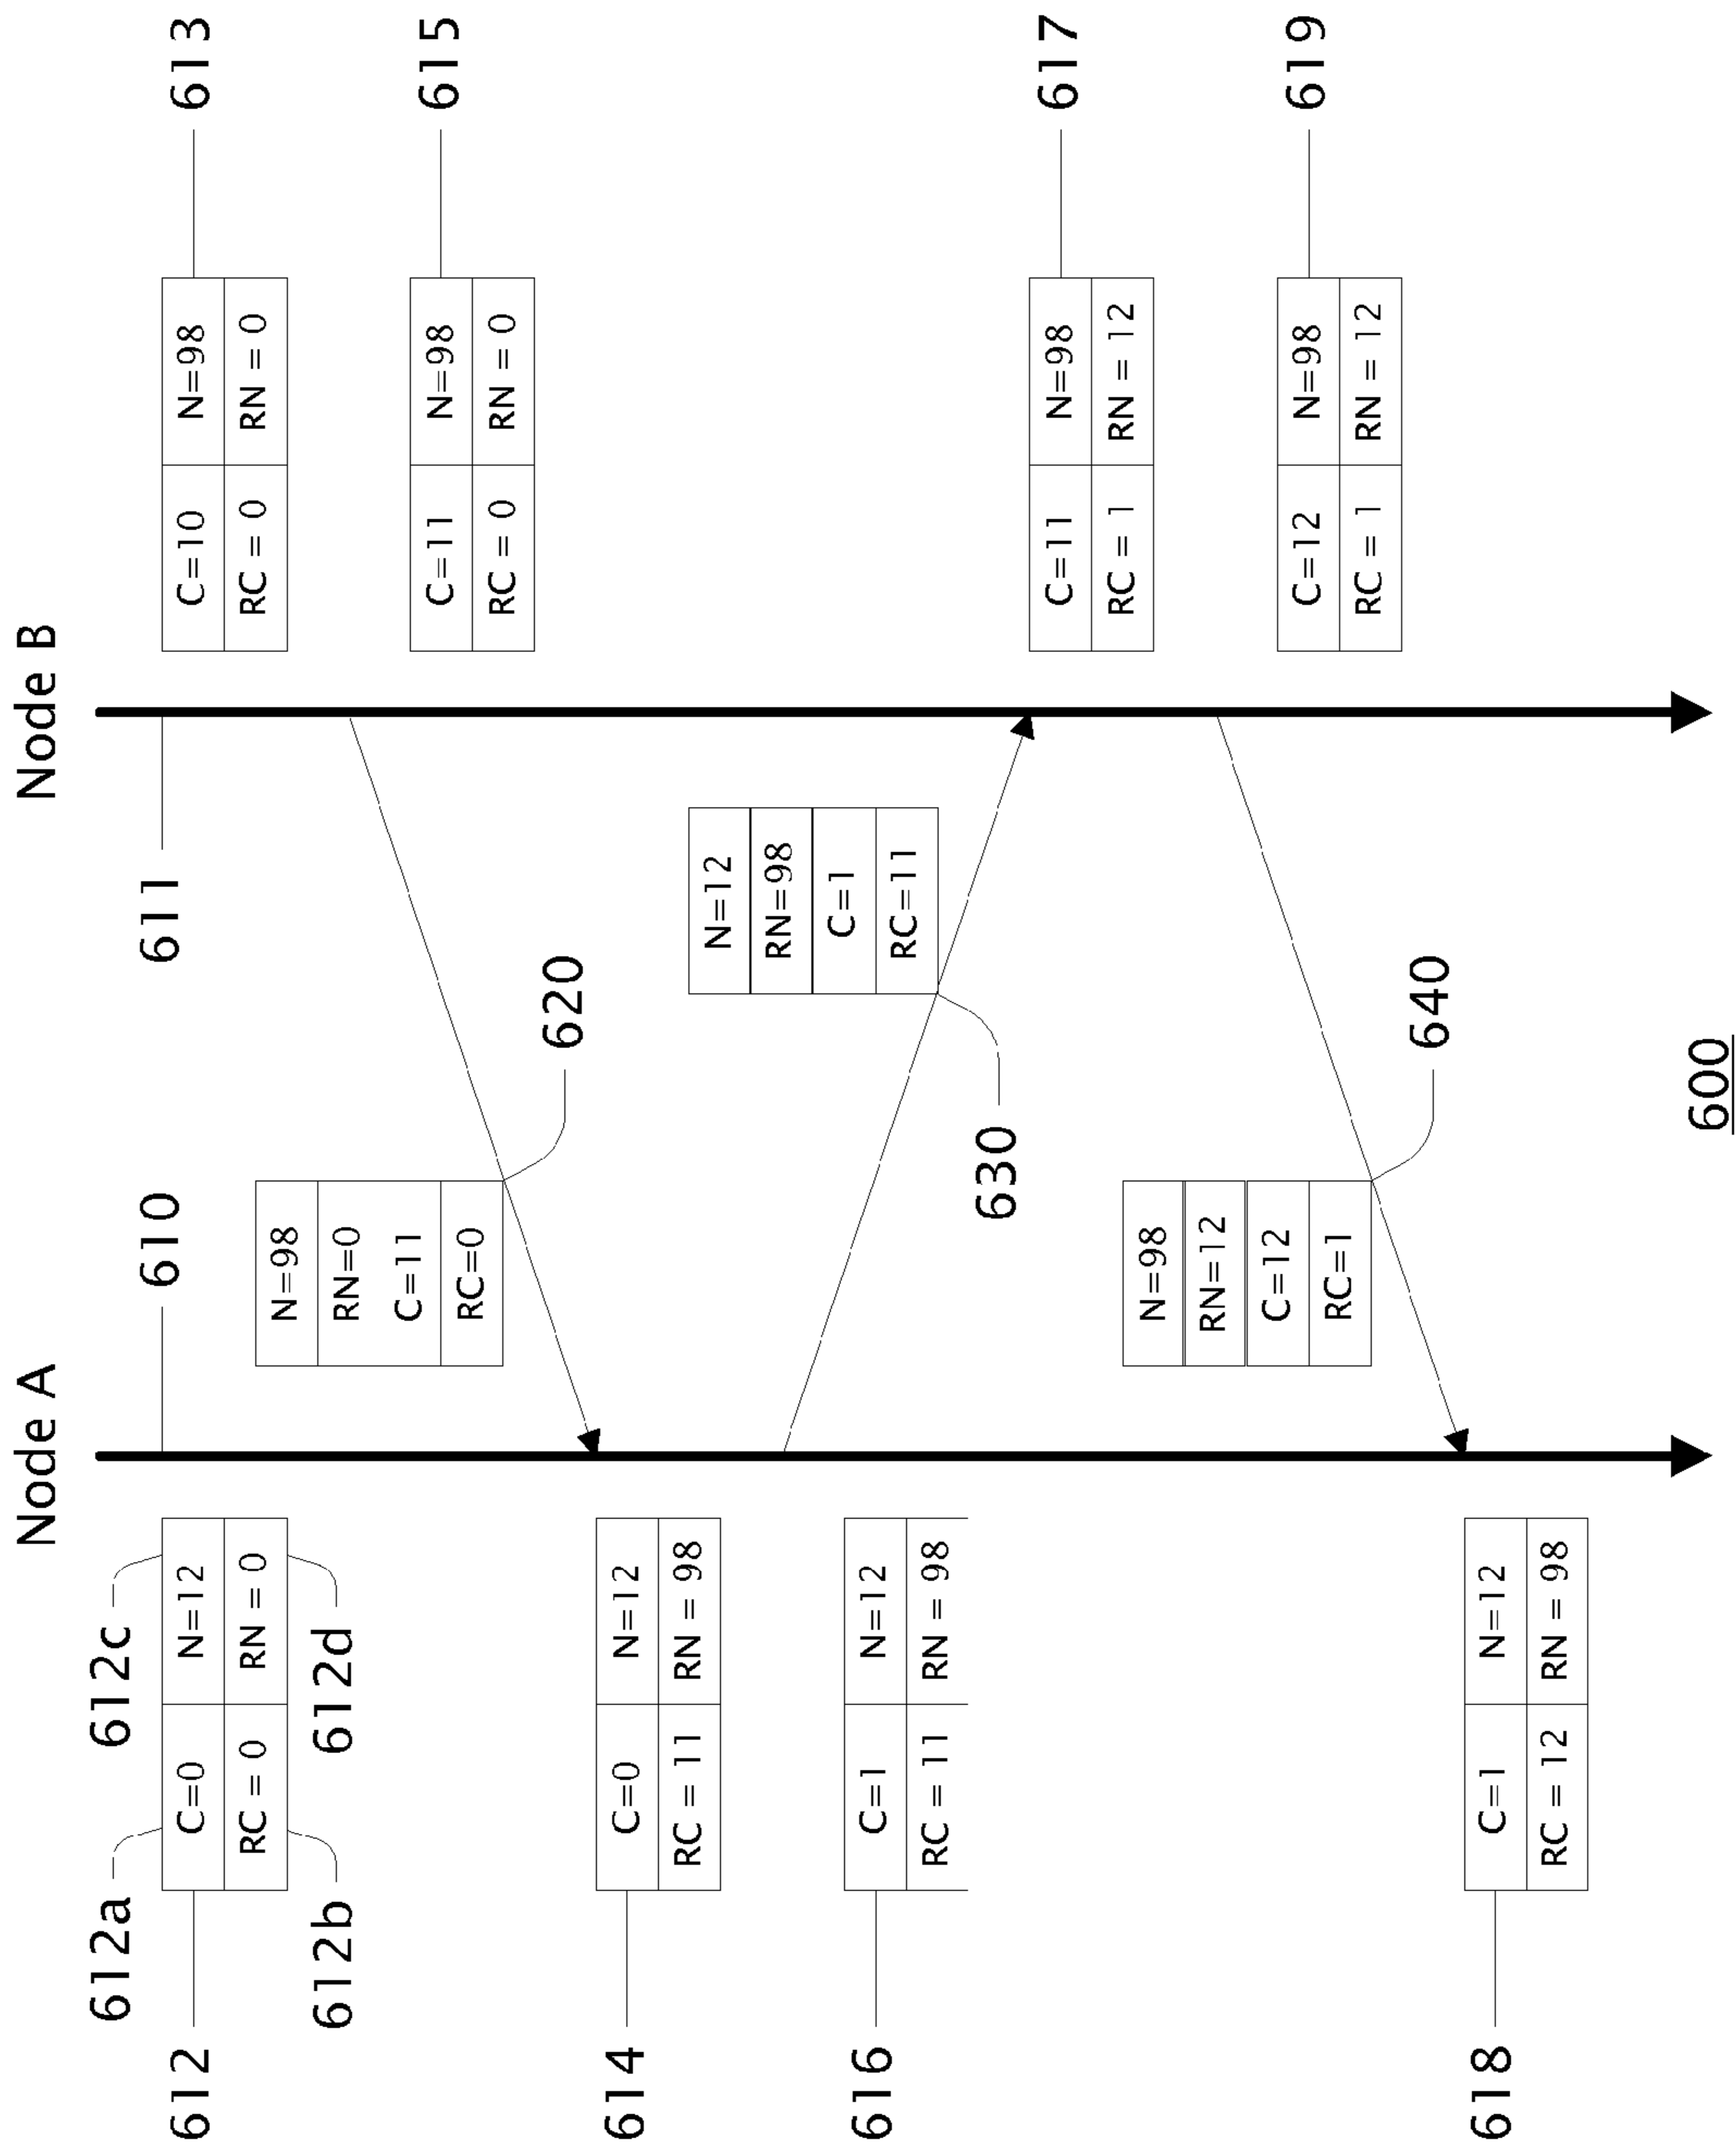 Node A
Node B
612a
612c
610
611
612
C=0
N=12
RC = 0
RN = 0
612b
612d
C=10
N=98
613
RC = 0
RN = 0
N=98
RN=0
C=11
RC=0
620
C=11
N=98
615
RC = 0
RN = 0
614
C=0
N=12
RC = 11
RN = 98
N=12
RN=98
C=1
RC=11
630
616
C=1
N=12
RC = 11
RN = 98
C=11
N=98
617
RC = 1
RN = 12
N=98
RN=12
C=12
RC=1
640
C=12
N=98
619
RC = 1
RN = 12
618
C=1
N=12
RC = 12
RN = 98
600